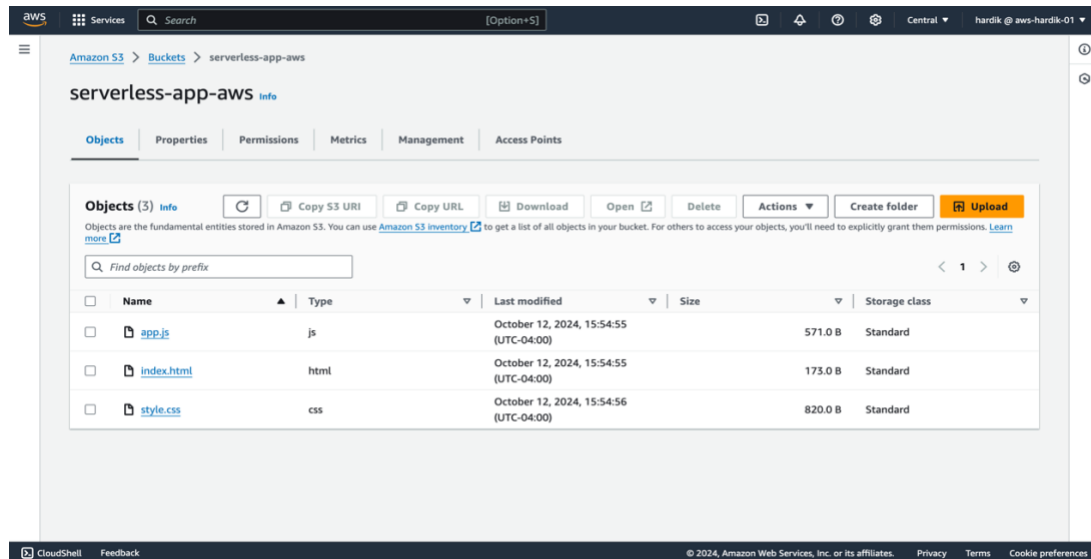 aws Services Search [Option+S] Central ▼ hardik @ aws-hardik-01 ▼
Amazon S3 > Buckets > serverless-app-aws
serverless-app-aws Info
Objects Properties Permissions Metrics Management Access Points
Objects (3) Info Copy S3 URI Copy URL Download Open Delete Actions ▼ Create folder Upload
Objects are the fundamental entities stored in Amazon S3. You can use Amazon S3 inventory to get a list of all objects in your bucket. For others to access your objects, you'll need to explicitly grant them permissions. Learn
more
Find objects by prefix < 1 >
Name Type Last modified Size Storage class
app.js js October 12, 2024, 15:54:55 (UTC-04:00) 571.0 B Standard
index.html html October 12, 2024, 15:54:55 (UTC-04:00) 173.0 B Standard
style.css css October 12, 2024, 15:54:56 (UTC-04:00) 820.0 B Standard
CloudShell Feedback © 2024, Amazon Web Services, Inc. or its affiliates. Privacy Terms Cookie preferences